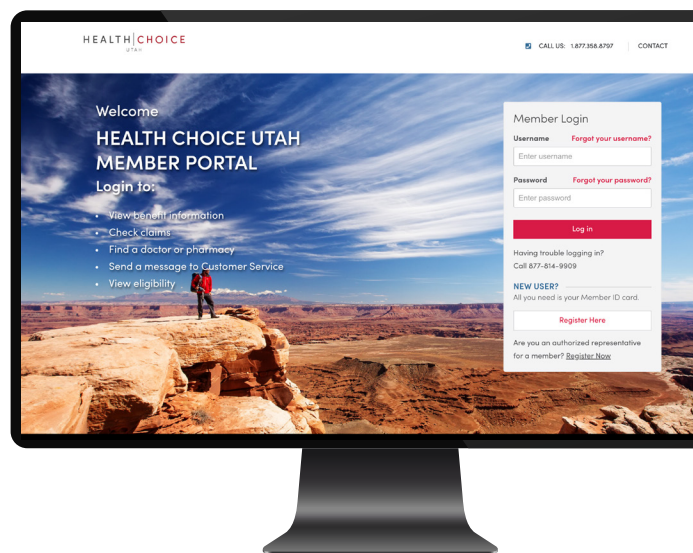 HEALTH CHOICE
UTAH
CALL US: 1.877.358.8797 CONTACT
Welcome
HEALTH CHOICE UTAH
MEMBER PORTAL
Login to:
• View benefit information
• Check claims
• Find a doctor or pharmacy
• Send a message to Customer Service
• View eligibility
Member Login
Username Forgot your username?
Enter username
Password Forgot your password?
Enter password
Log in
Having trouble
logging in?
Call 877-814-9909
NEW USER?
All you need is your Member ID card.
Register Here
Are you an authorized representative
for a member? Register Now